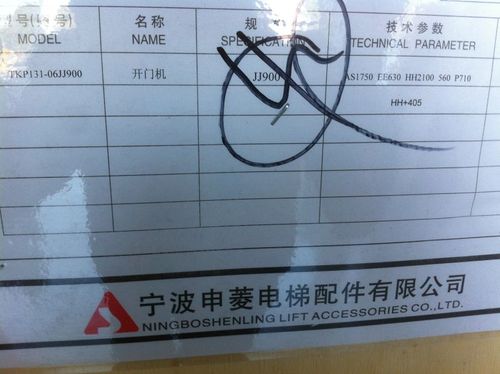 型号(图号) 名称 规格 技术参数
MODEL NAME SPECIFICATION TECHNICAL PARAMETER
TKP131-06JJ900 开门机 JJ900 AS1750 EE630 HH2100 560 P710
HH+405
宁波申菱电梯配件有限公司
NINGBOSHENLING LIFT ACCESSORIES CO.,LTD.